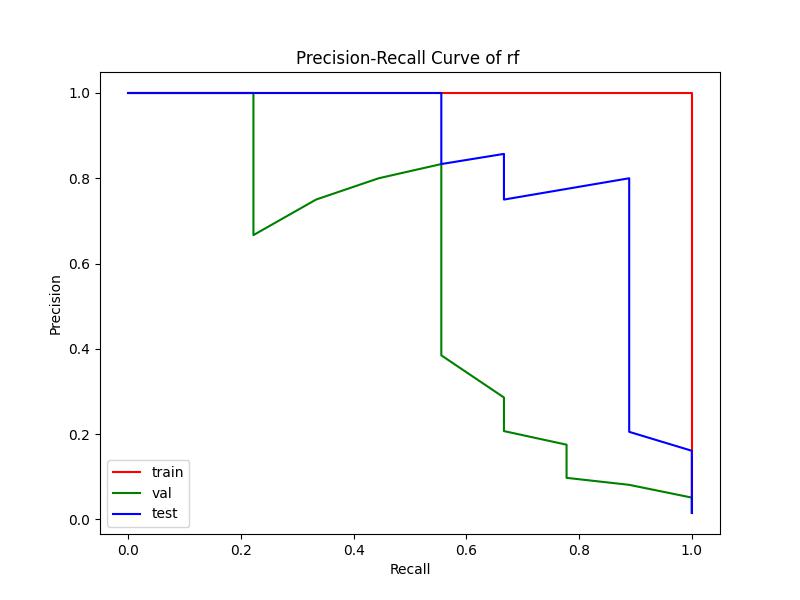 Precision-Recall Curve of rf
Precision
1.0
0.8
0.6
0.4
0.2
0.0
train
val
test
0.0 0.2 0.4 0.6 0.8 1.0
Recall